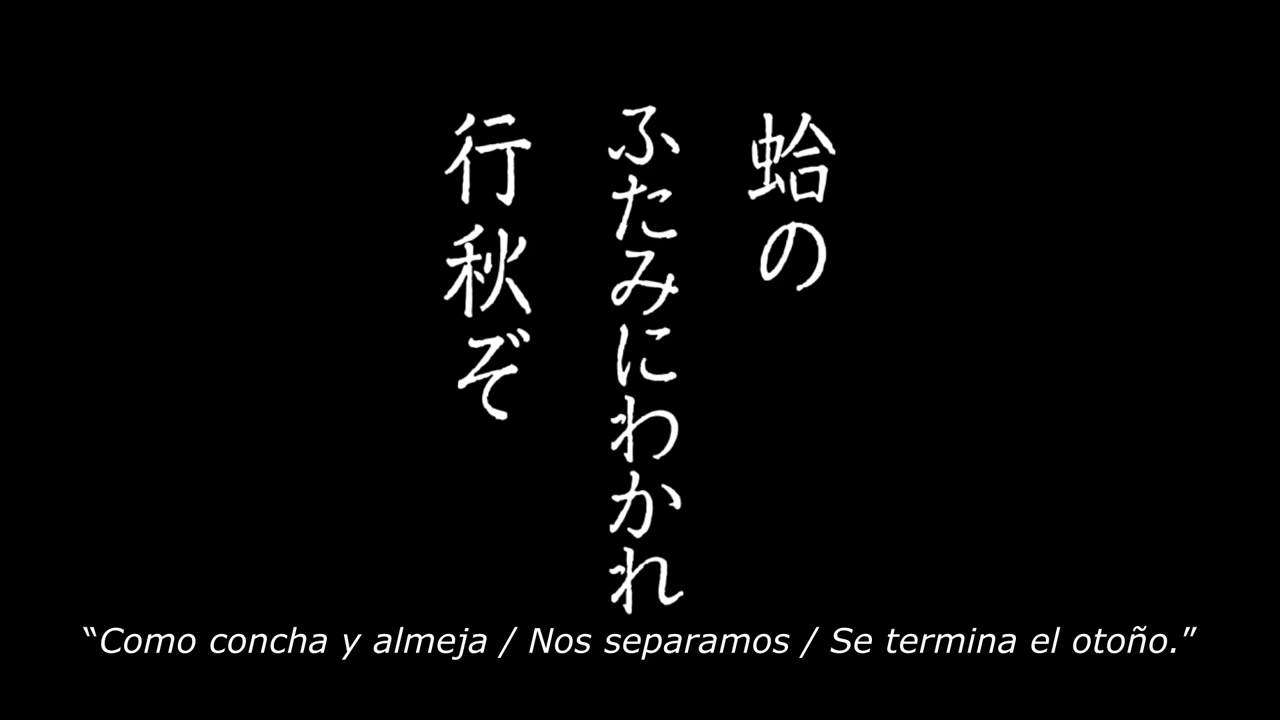 蛤の
ふたみにわかれ
行秋ぞ
“Como concha y almeja / Nos separamos / Se termina el otoño.”